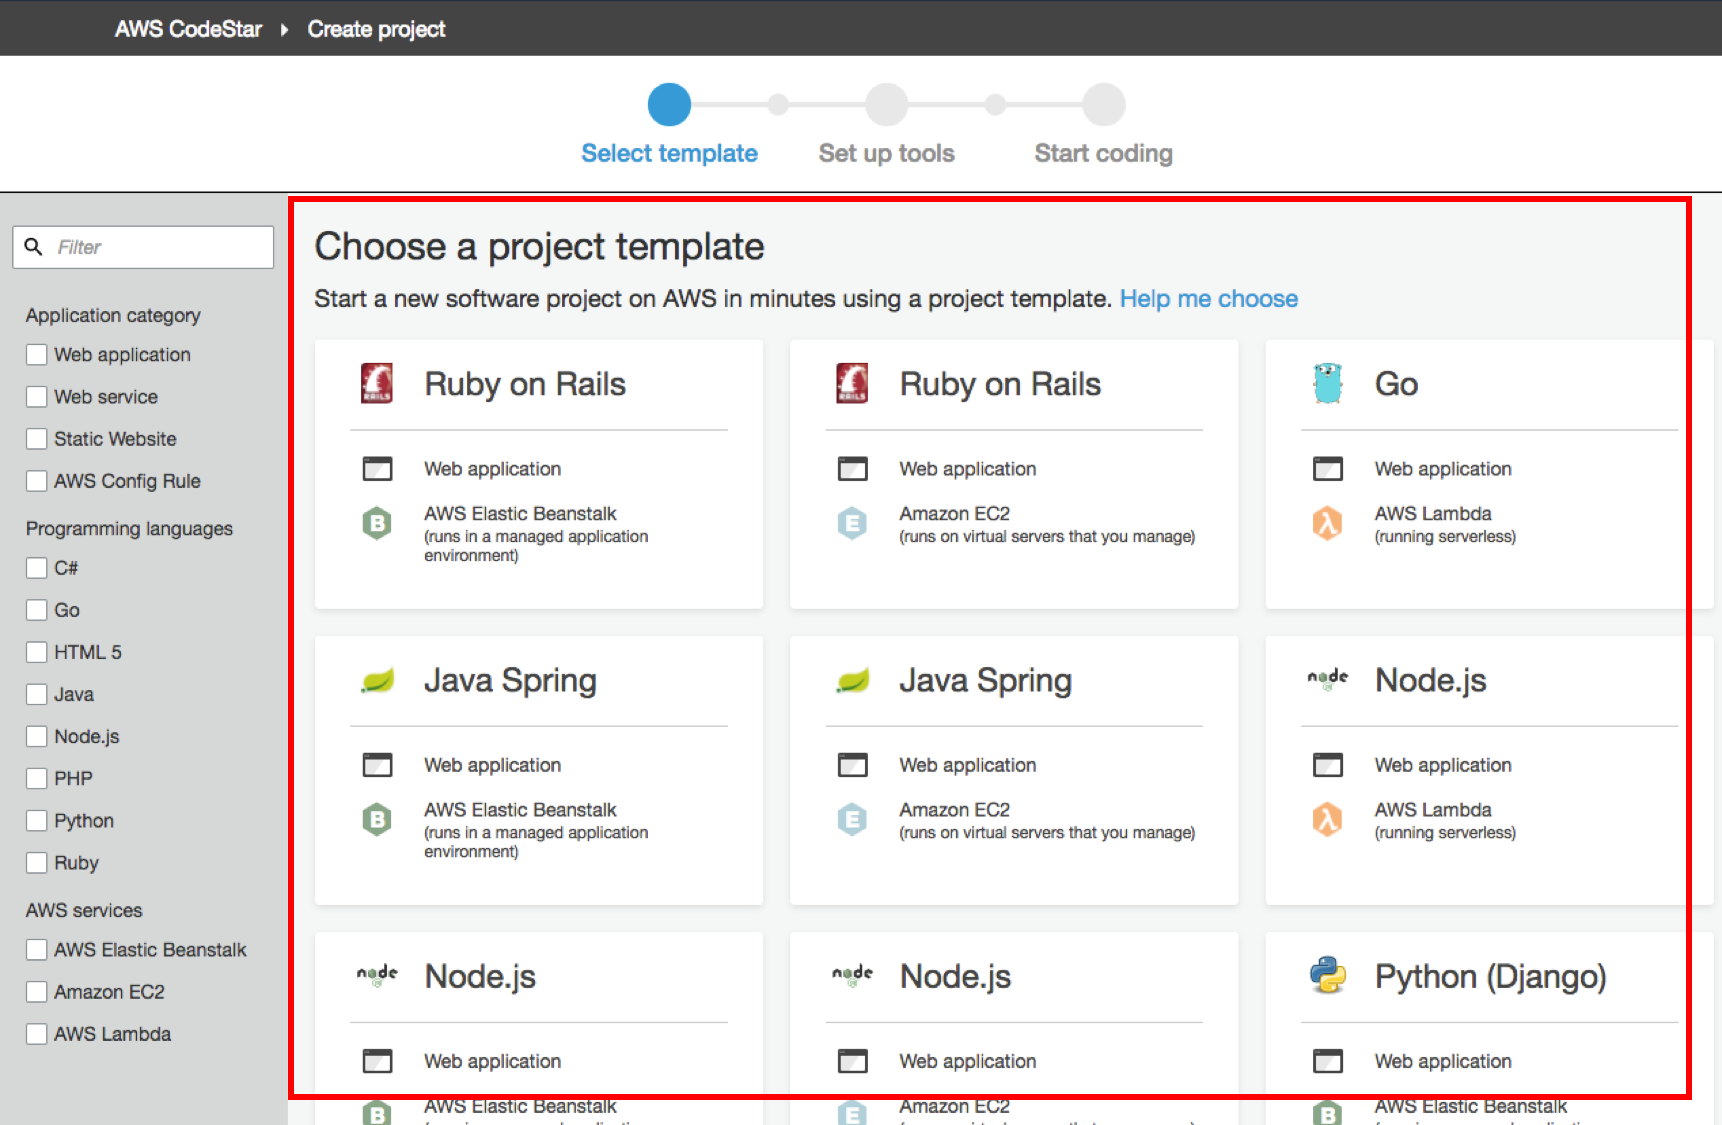 AWS CodeStar ▸ Create project
Select template
Set up tools
Start coding
Filter
Application category
Web application
Web service
Static Website
AWS Config Rule
Programming languages
C#
Go
HTML 5
Java
Node.js
PHP
Python
Ruby
AWS services
AWS Elastic Beanstalk
Amazon EC2
AWS Lambda
Choose a project template
Start a new software project on AWS in minutes using a project template. Help me choose
RAILS
Ruby on Rails
Web application
B
AWS Elastic Beanstalk
(runs in a managed application
environment)
RAILS
Ruby on Rails
Web application
E
Amazon EC2
(runs on virtual servers that you manage)
Go
Web application
λ
AWS Lambda
(running serverless)
Java Spring
Web application
B
AWS Elastic Beanstalk
(runs in a managed application
environment)
Java Spring
Web application
E
Amazon EC2
(runs on virtual servers that you manage)
node
Node.js
Web application
λ
AWS Lambda
(running serverless)
node
Node.js
Web application
B
AWS Elastic Beanstalk
node
Node.js
Web application
E
Amazon EC2
Python (Django)
Web application
B
AWS Elastic Beanstalk